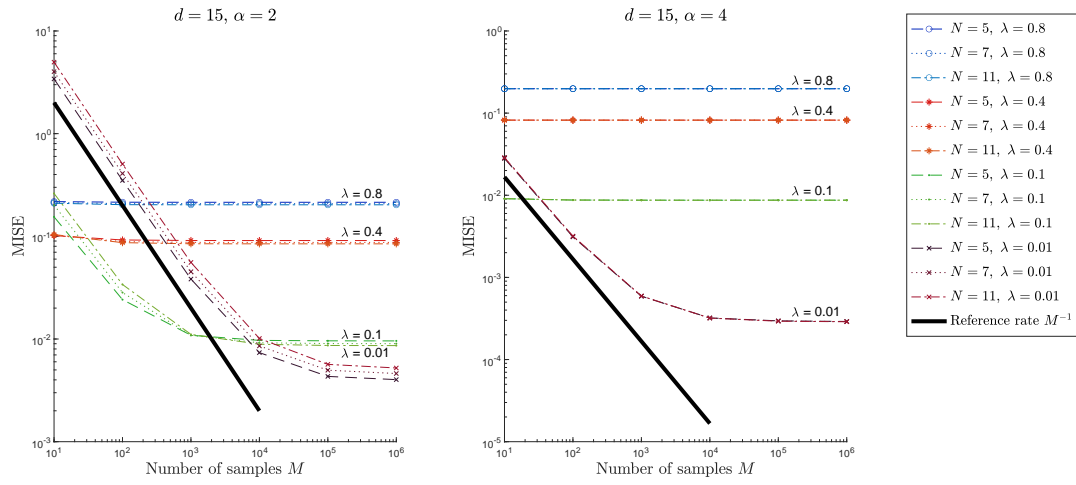 d = 15, α = 2
10^1
10^0
10^-1
10^-2
10^-3
MISE
λ = 0.8
λ = 0.4
λ = 0.1
λ = 0.01
10^1 10^2 10^3 10^4 10^5 10^6
Number of samples M
d = 15, α = 4
10^0
10^-1
10^-2
10^-3
10^-4
10^-5
MISE
λ = 0.8
λ = 0.4
λ = 0.1
λ = 0.01
10^1 10^2 10^3 10^4 10^5 10^6
Number of samples M
N = 5, λ = 0.8
N = 7, λ = 0.8
N = 11, λ = 0.8
N = 5, λ = 0.4
N = 7, λ = 0.4
N = 11, λ = 0.4
N = 5, λ = 0.1
N = 7, λ = 0.1
N = 11, λ = 0.1
N = 5, λ = 0.01
N = 7, λ = 0.01
N = 11, λ = 0.01
Reference rate M^-1